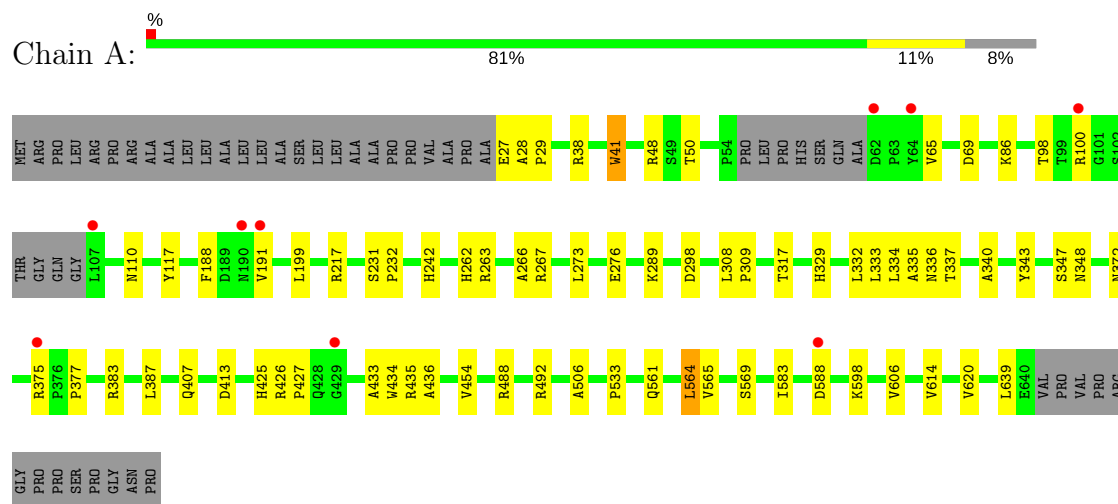 %
Chain A:
81% 11% 8%
MET ARG PRO LEU ARG PRO ARG ALA ALA LEU LEU ALA SER LEU LEU ALA SER LEU LEU ALA ALA PRO PRO VAL ALA PRO ALA E27 A28 P29 R38 W41 R48 S49 T50 P54 PRO LEU PRO HIS SER GLN ALA D62 P63 Y64 V65 D69 K86 T98 T99 R100 G101 S102
THR GLY GLN GLY L107 N110 Y117 F188 D189 N190 V191 L199 R217 S231 P232 H242 H262 R263 A266 R267 L273 E276 K289 D298 L308 P309 T317 H329 L332 L333 L334 A335 N336 T337 A340 Y343 S347 N348 N372
R375 P376 P377 R383 L387 Q407 D413 H425 R426 P427 Q428 G429 A433 W434 R435 A436 V454 R488 R492 A506 P533 Q561 L564 V565 S569 I583 D588 K598 V606 V614 V620 L639 E640 VAL PRO VAL PRO ARG
GLY PRO PRO SER PRO GLY ASN PRO